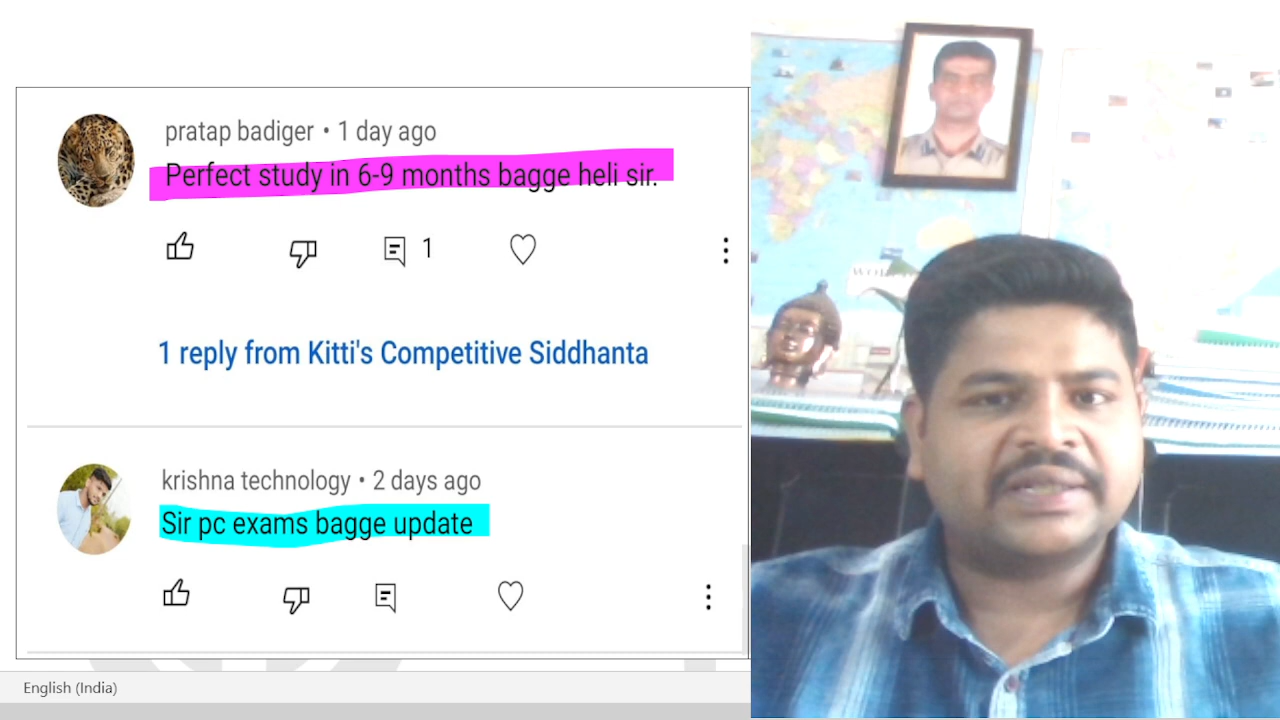 pratap badiger • 1 day ago
Perfect study in 6-9 months bagge heli sir.
1
1 reply from Kitti's Competitive Siddhanta
krishna technology • 2 days ago
Sir pc exams bagge update
English (India)